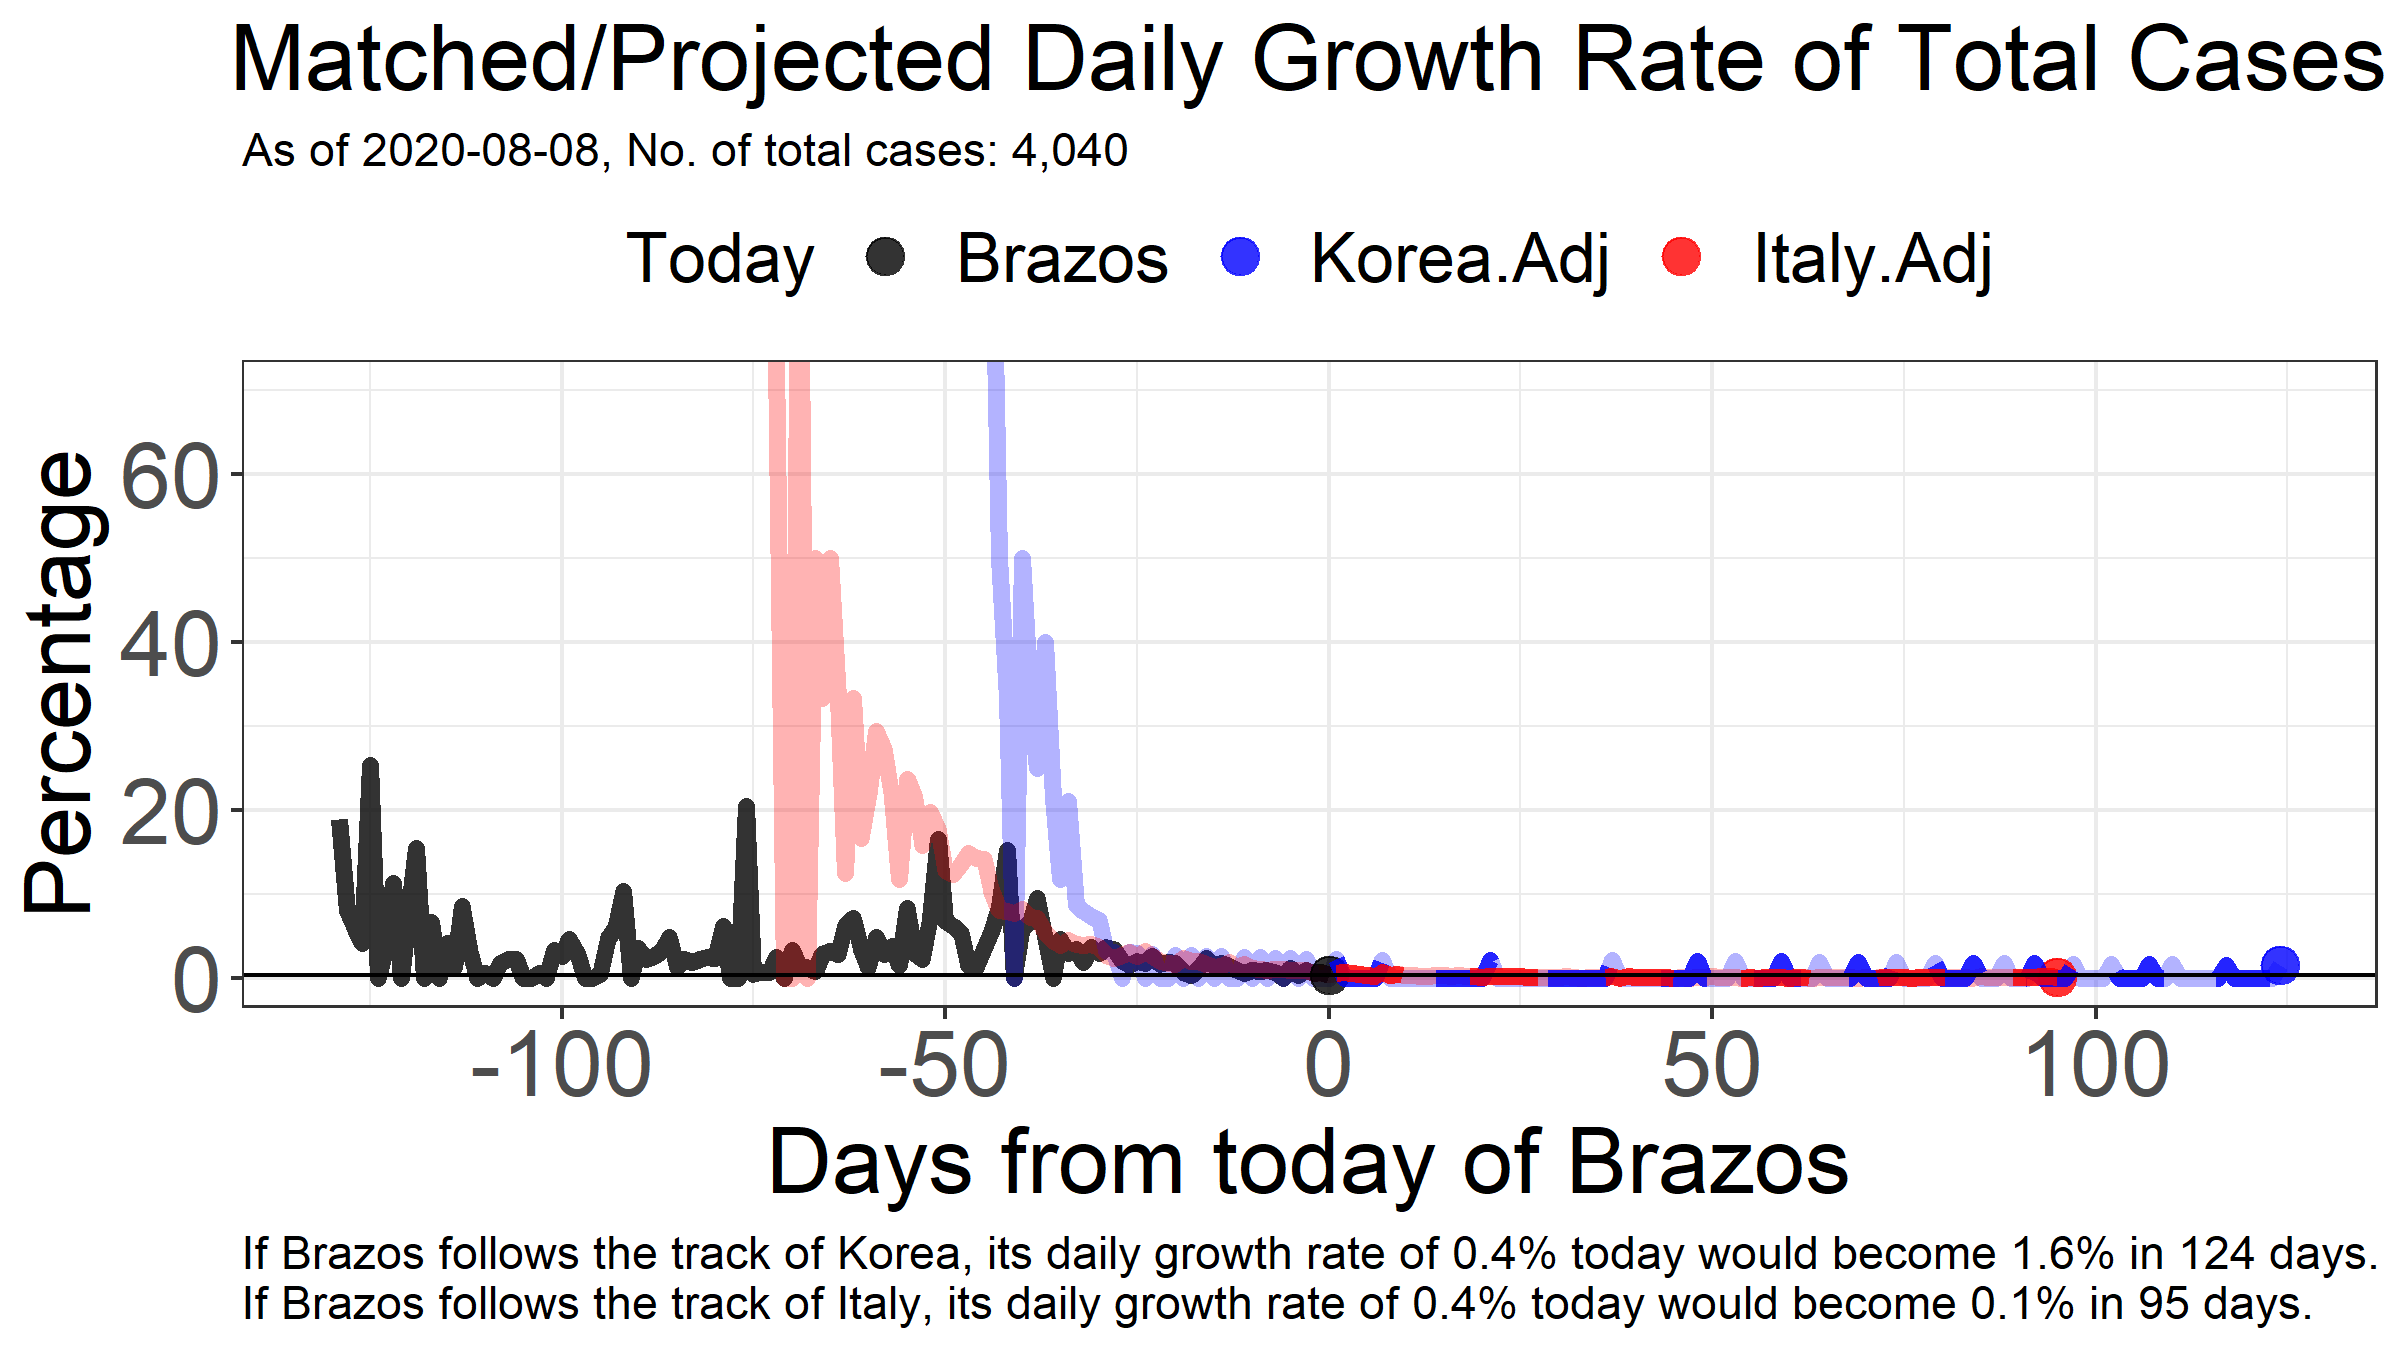 Matched/Projected Daily Growth Rate of Total Cases
As of 2020-08-08, No. of total cases: 4,040
Today Brazos Korea.Adj Italy.Adj
Percentage
60
40
20
0
-100 -50 0 50 100
Days from today of Brazos
If Brazos follows the track of Korea, its daily growth rate of 0.4% today would become 1.6% in 124 days.
If Brazos follows the track of Italy, its daily growth rate of 0.4% today would become 0.1% in 95 days.